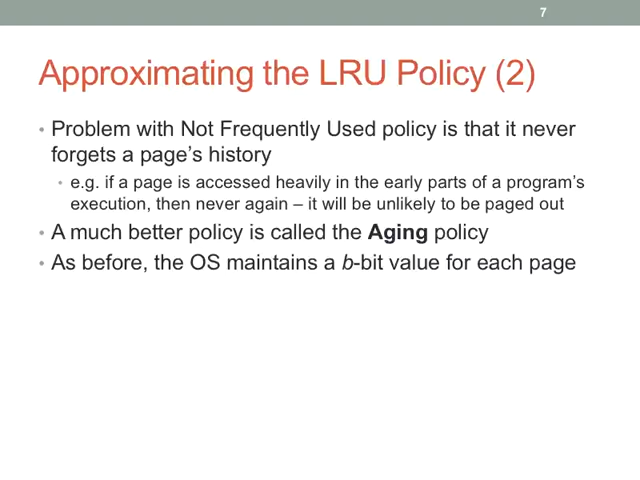 7
Approximating the LRU Policy (2)
• Problem with Not Frequently Used policy is that it never
forgets a page's history
• e.g. if a page is accessed heavily in the early parts of a program's
execution, then never again – it will be unlikely to be paged out
• A much better policy is called the Aging policy
• As before, the OS maintains a b-bit value for each page